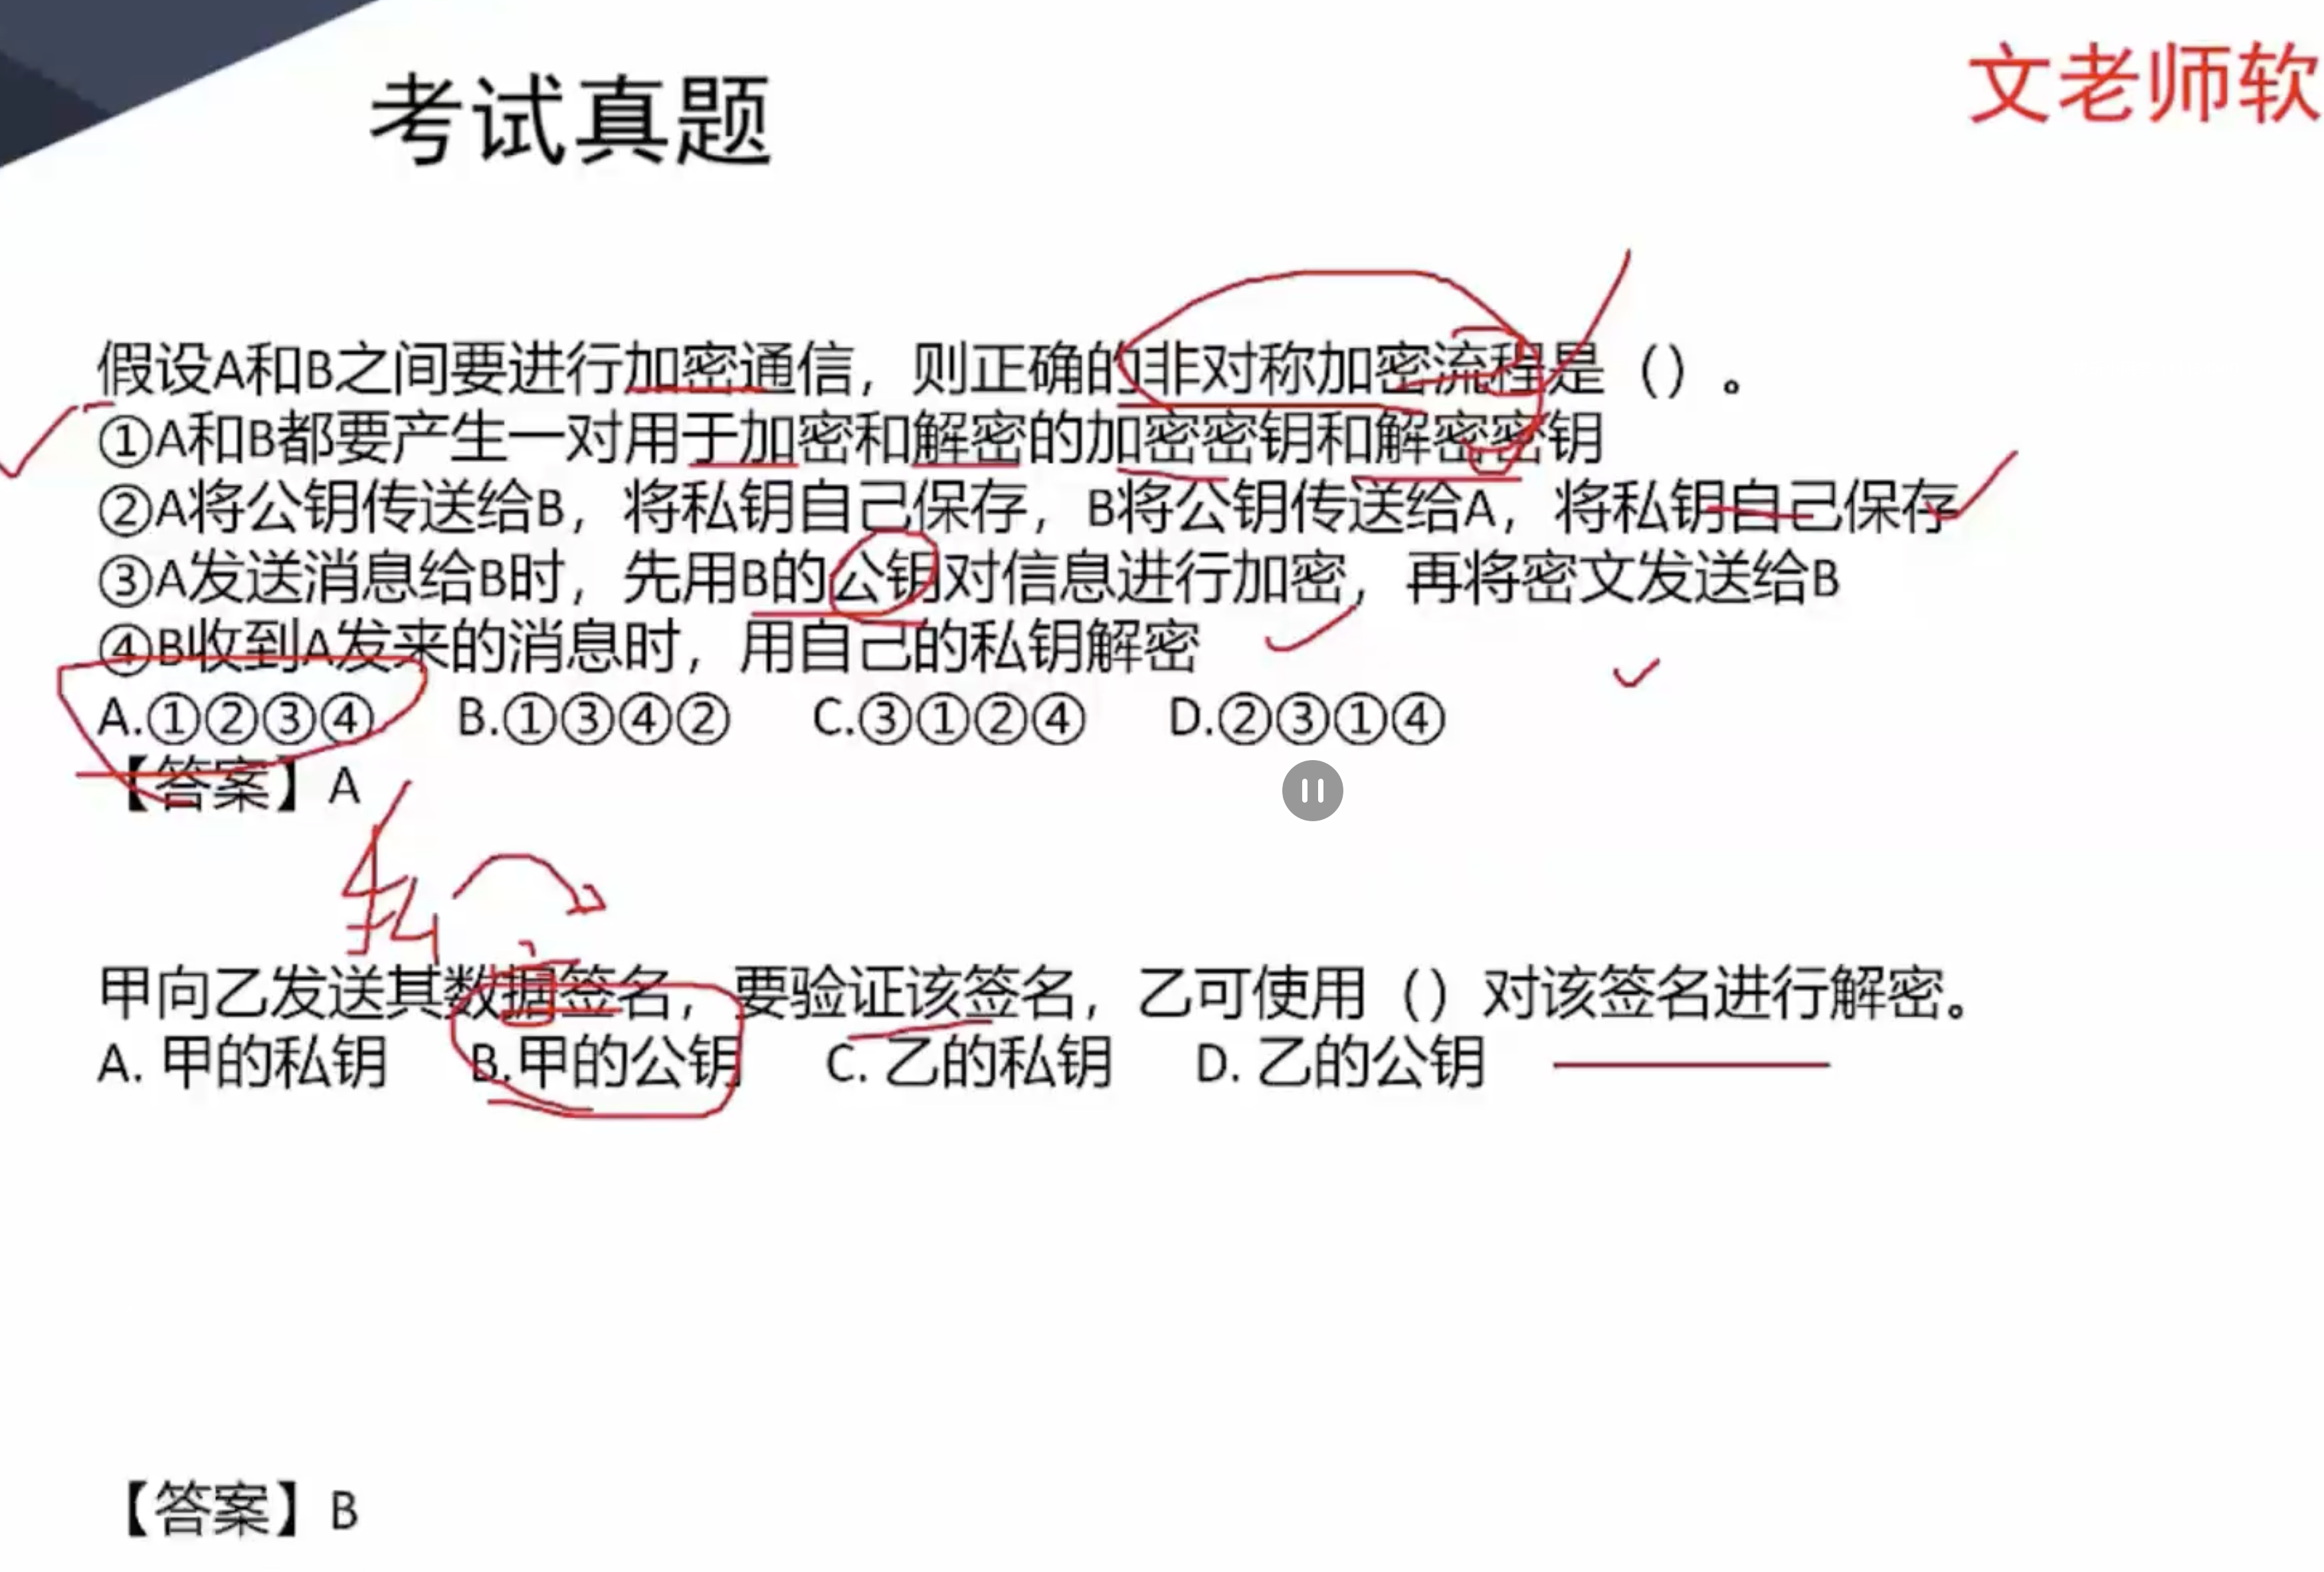 考试真题
文老师软
假设A和B之间要进行加密通信，则正确的非对称加密流程是（）。
①A和B都要产生一对用于加密和解密的加密密钥和解密密钥
②A将公钥传送给B，将私钥自己保存，B将公钥传送给A，将私钥自己保存
③A发送消息给B时，先用B的公钥对信息进行加密，再将密文发送给B
④B收到A发来的消息时，用自己的私钥解密
A.①②③④ B.①③④② C.③①②④ D.②③①④
【答案】A
私
甲向乙发送其数据签名，要验证该签名，乙可使用（）对该签名进行解密。
A. 甲的私钥 B.甲的公钥 C. 乙的私钥 D. 乙的公钥
【答案】B